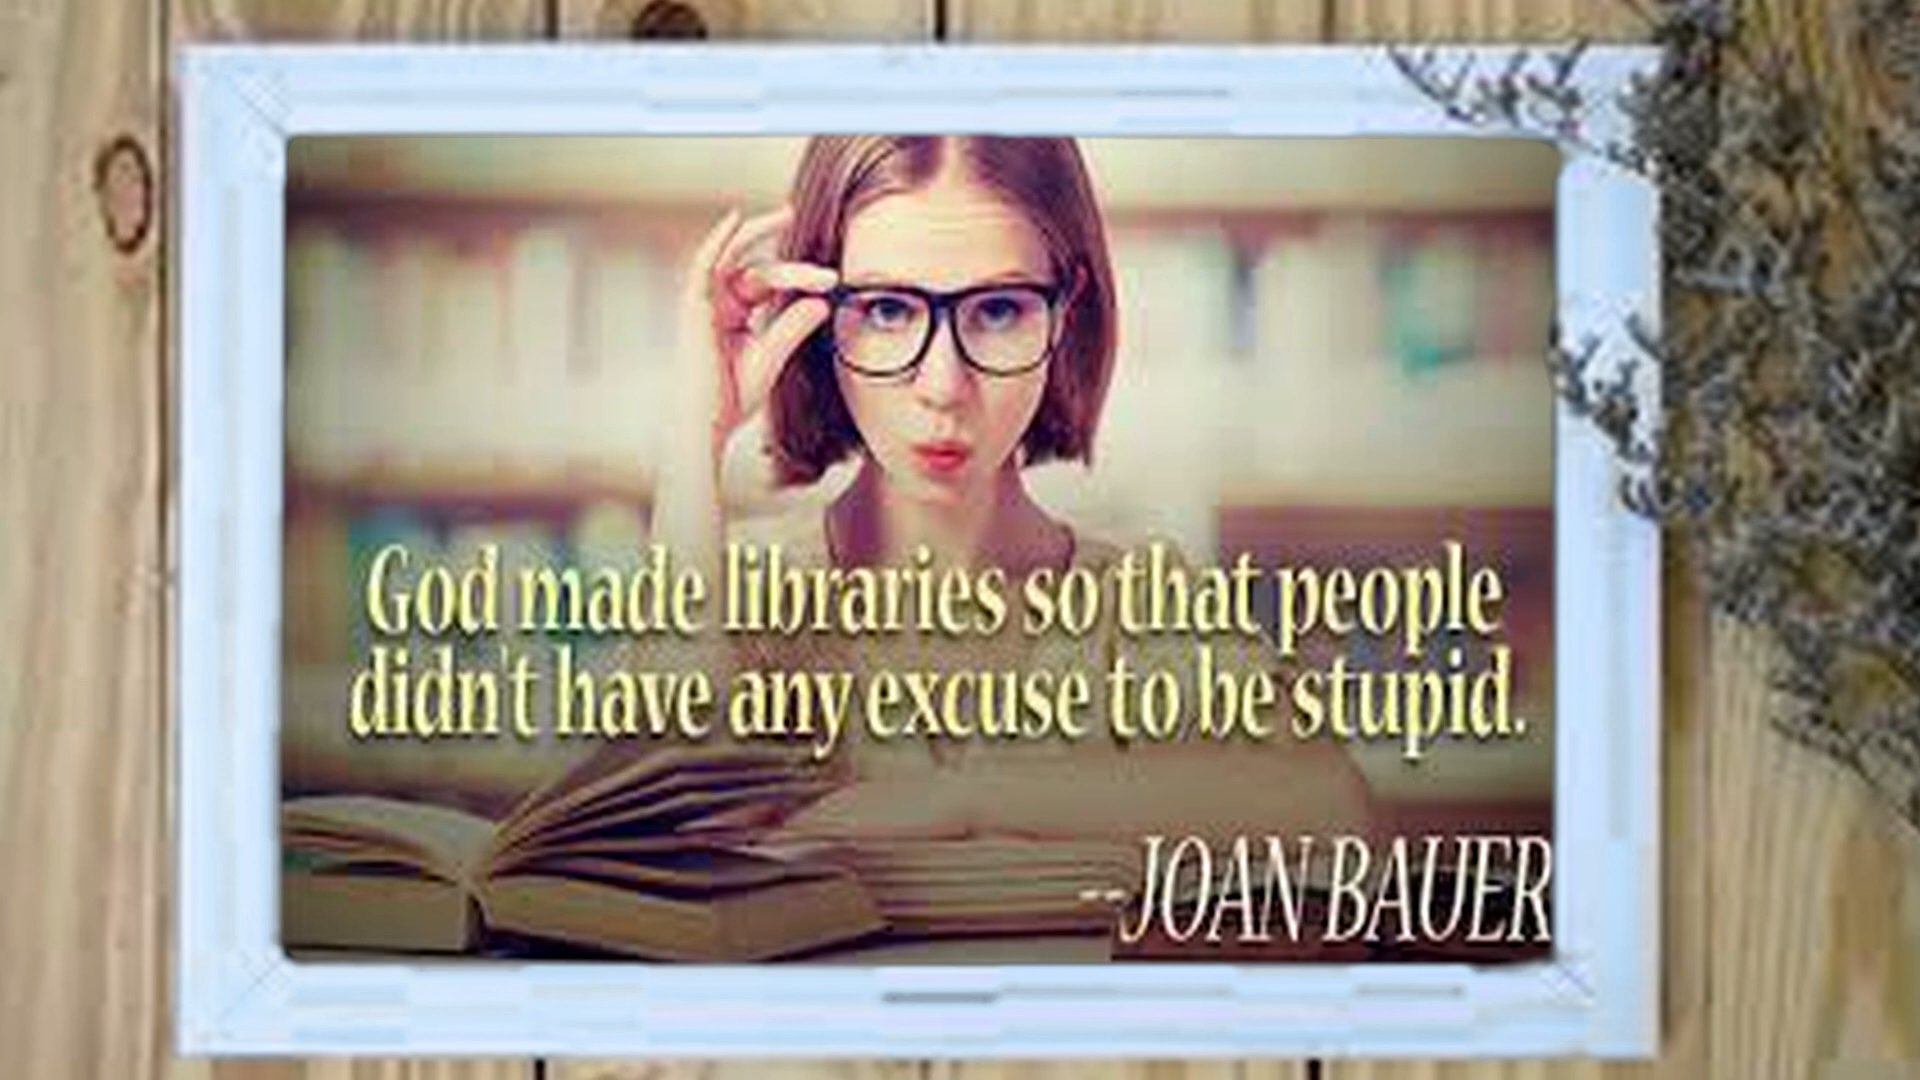 God made libraries so that people
didn't have any excuse to be stupid.
--JOAN BAUER